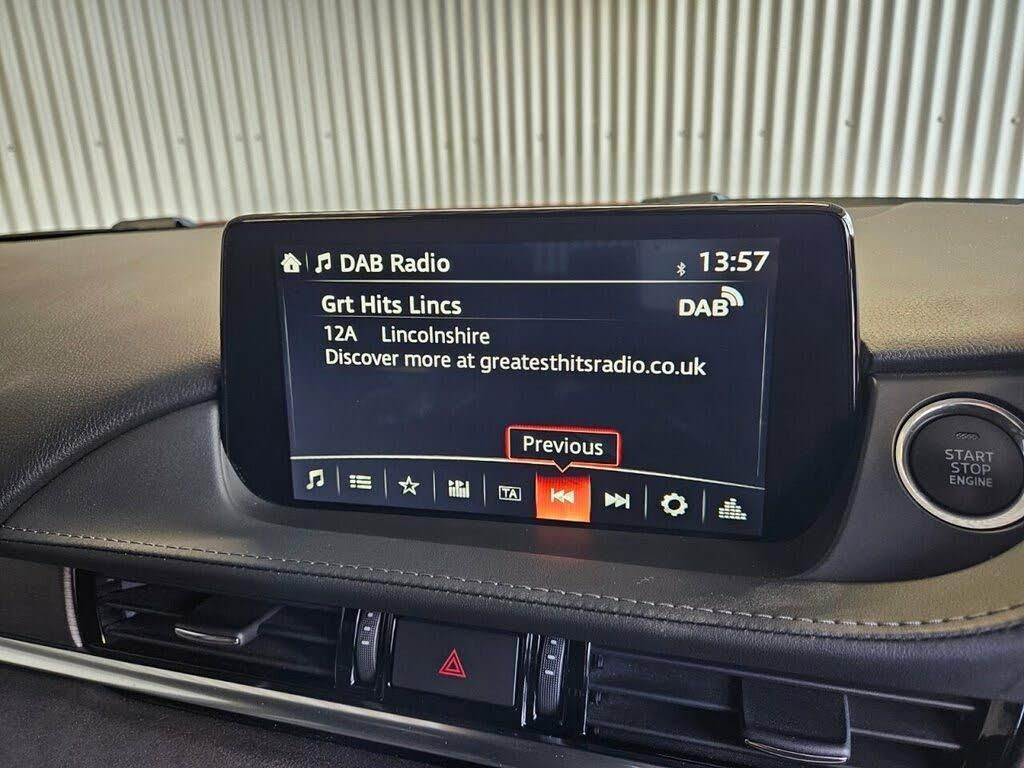 DAB Radio
13:57
Grt Hits Lincs
DAB
12A Lincolnshire
Discover more at greatesthitsradio.co.uk
Previous
TA
START
STOP
ENGINE